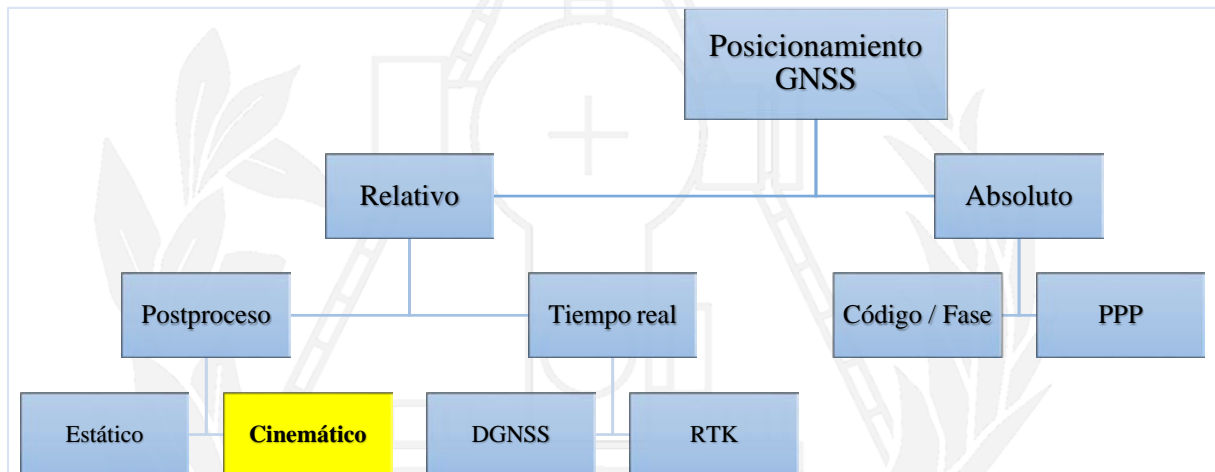 Posicionamiento
GNSS
Relativo
Absoluto
Postproceso
Tiempo real
Código / Fase
PPP
Estático
Cinemático
DGNSS
RTK